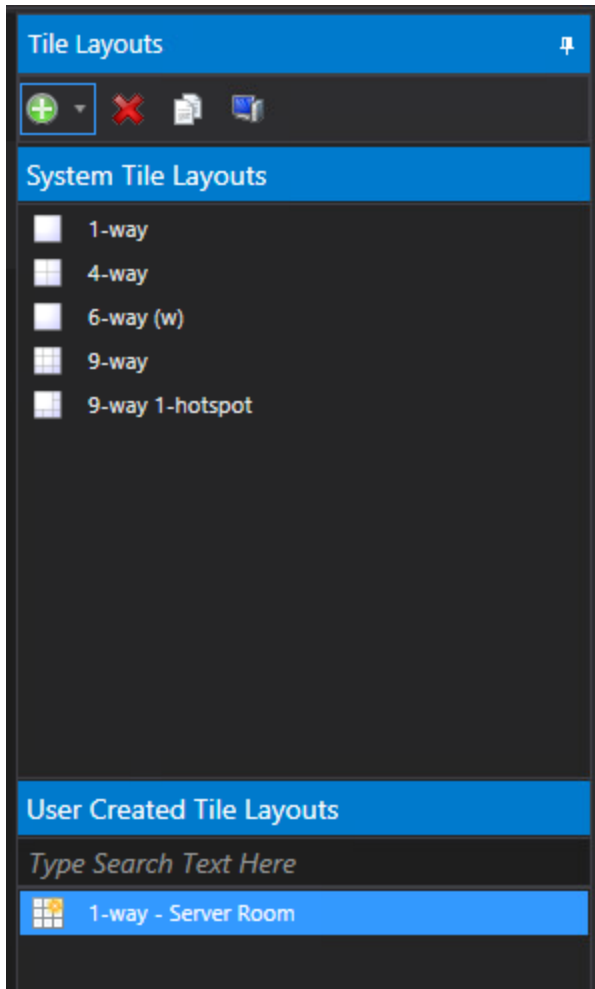 Tile Layouts
System Tile Layouts
1-way
4-way
6-way (w)
9-way
9-way 1-hotspot
User Created Tile Layouts
Type Search Text Here
1-way - Server Room